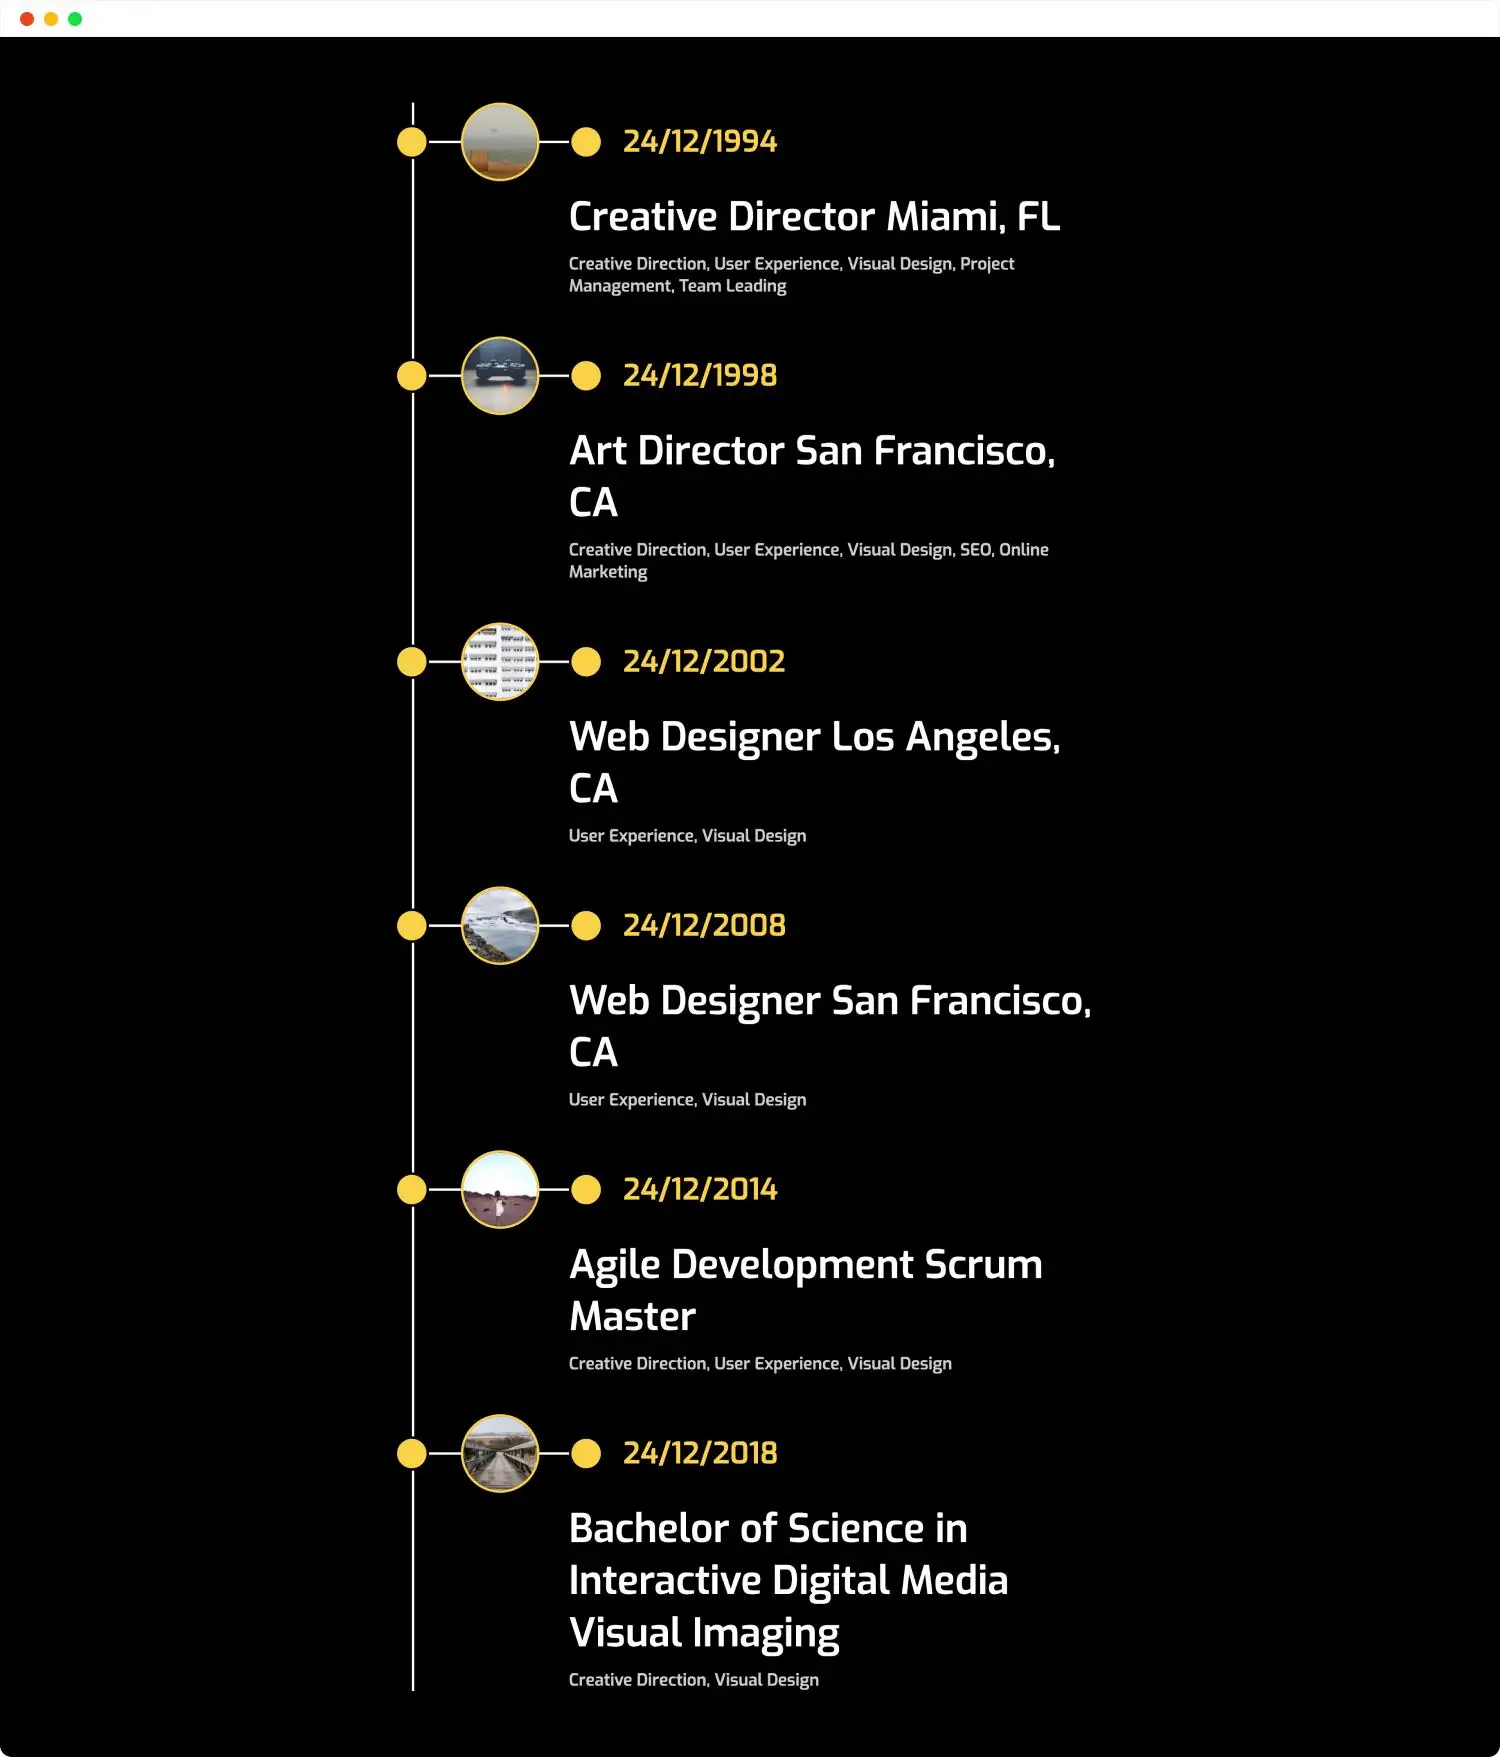 24/12/1994
Creative Director Miami, FL
Creative Direction, User Experience, Visual Design, Project
Management, Team Leading
24/12/1998
Art Director San Francisco,
CA
Creative Direction, User Experience, Visual Design, SEO, Online
Marketing
24/12/2002
Web Designer Los Angeles,
CA
User Experience, Visual Design
24/12/2008
Web Designer San Francisco,
CA
User Experience, Visual Design
24/12/2014
Agile Development Scrum
Master
Creative Direction, User Experience, Visual Design
24/12/2018
Bachelor of Science in
Interactive Digital Media
Visual Imaging
Creative Direction, Visual Design